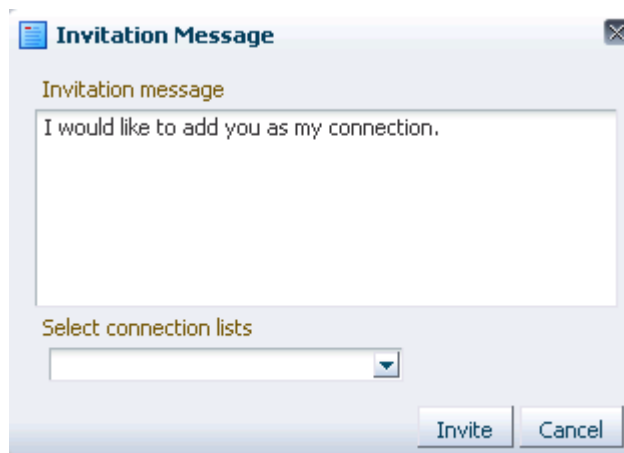 Invitation Message
Invitation message
I would like to add you as my connection.
Select connection lists
Invite Cancel